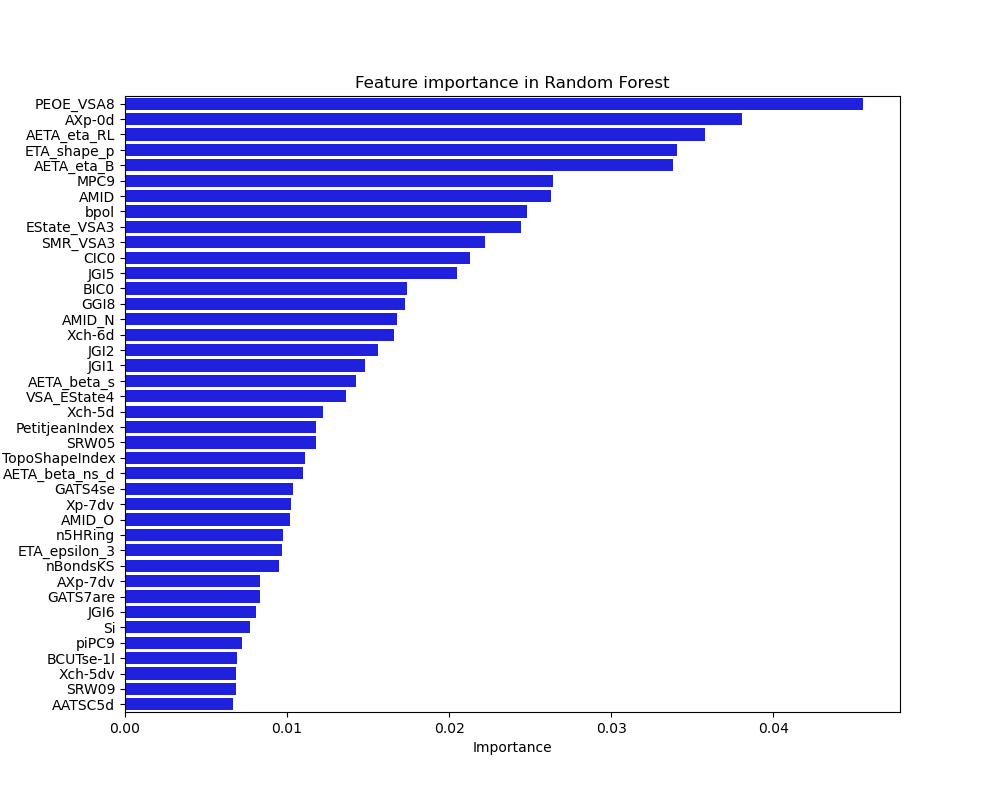 Feature importance in Random Forest
PEOE_VSA8
AXp-0d
AETA_eta_RL
ETA_shape_p
AETA_eta_B
MPC9
AMID
bpol
EState_VSA3
SMR_VSA3
CIC0
JGI5
BIC0
GGI8
AMID_N
Xch-6d
JGI2
JGI1
AETA_beta_s
VSA_EState4
Xch-5d
PetitjeanIndex
SRW05
TopoShapeIndex
AETA_beta_ns_d
GATS4se
Xp-7dv
AMID_O
n5HRing
ETA_epsilon_3
nBondsKS
AXp-7dv
GATS7are
JGI6
Si
piPC9
BCUTse-1l
Xch-5dv
SRW09
AATSC5d
0.00 0.01 0.02 0.03 0.04
Importance